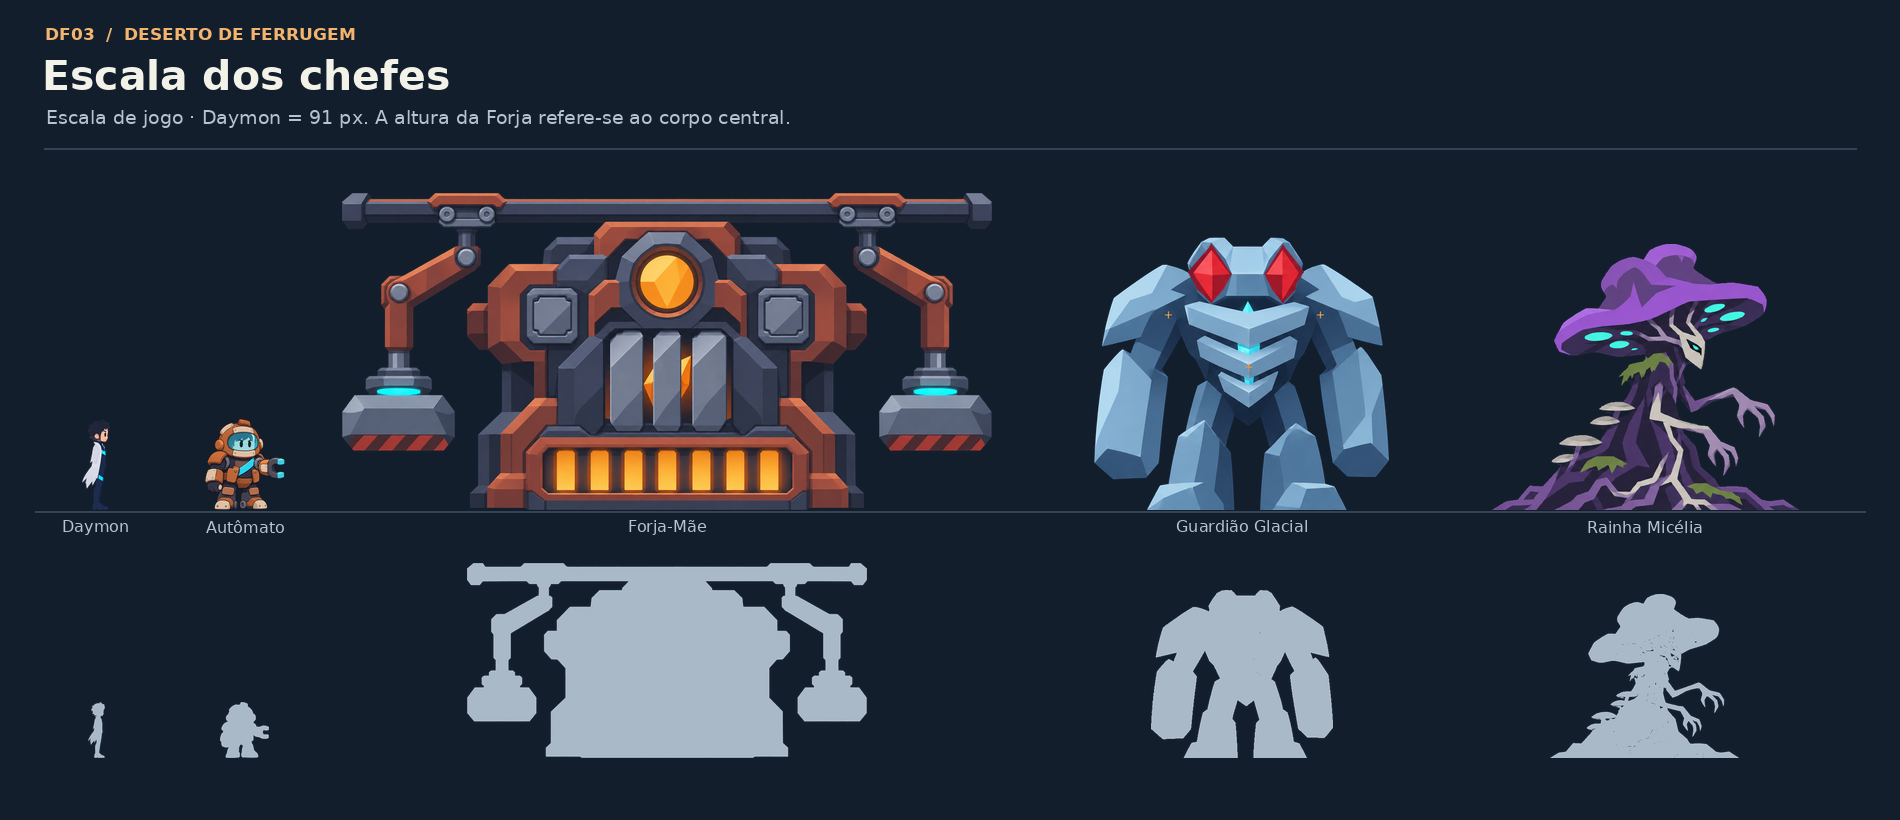 DF03 / DESERTO DE FERRUGEM
Escala dos chefes
Escala de jogo · Daymon = 91 px. A altura da Forja refere-se ao corpo central.
Daymon
Autômato
Forja-Mãe
Guardião Glacial
Rainha Micélia